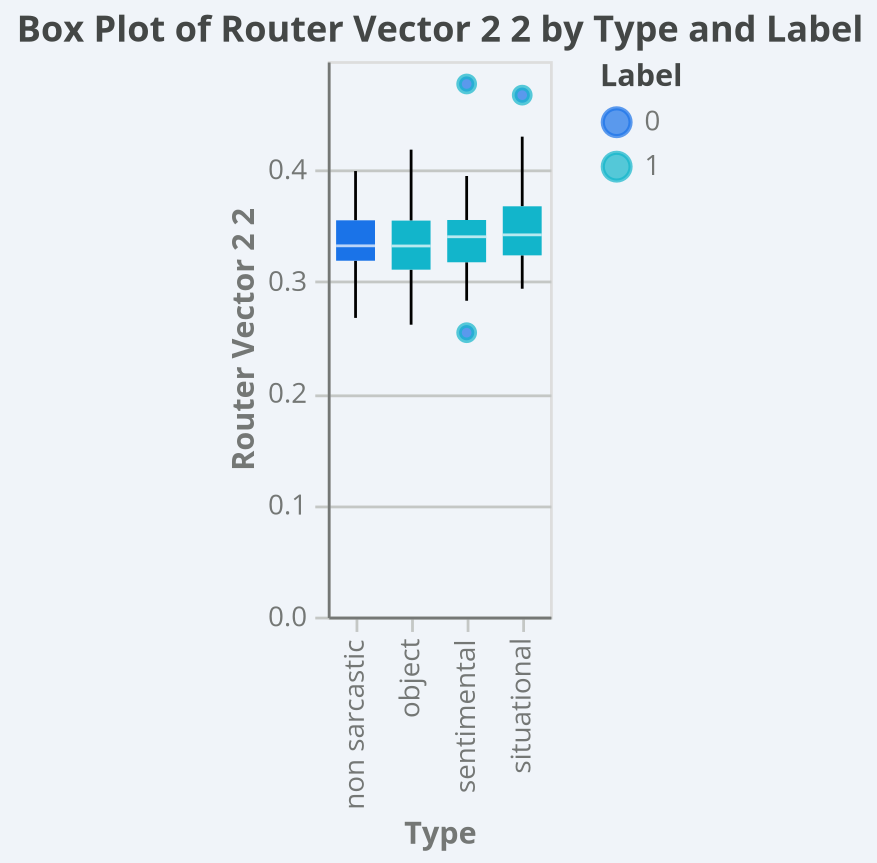 Box Plot of Router Vector 2 2 by Type and Label
Label
0
1
Router Vector 2 2
0.4
0.3
0.2
0.1
0.0
non sarcastic
object
sentimental
situational
Type